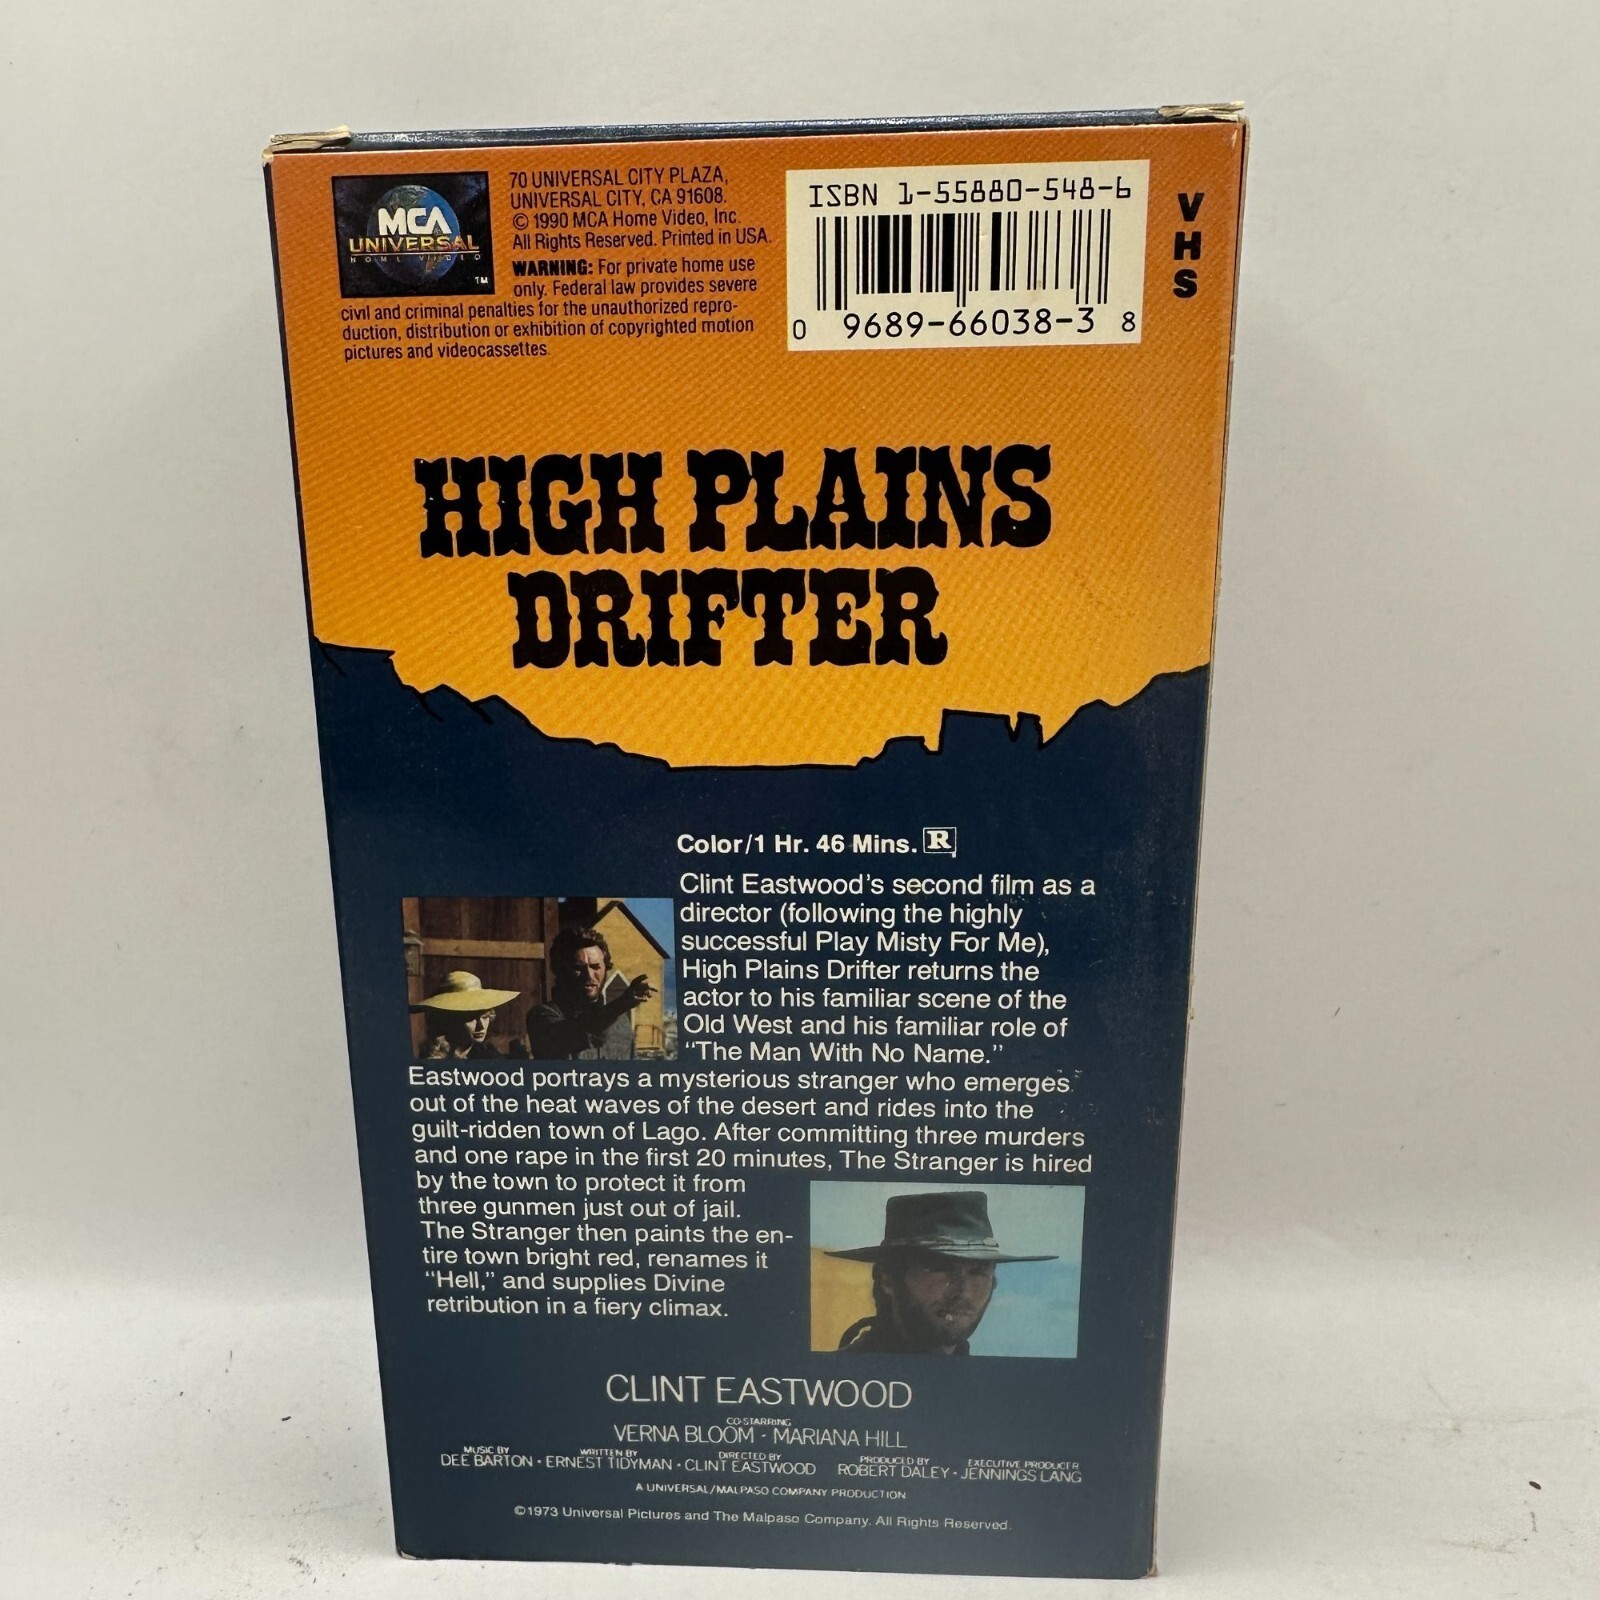 MCA
UNIVERSAL
HOME VIDEO
TM
70 UNIVERSAL CITY PLAZA,
UNIVERSAL CITY, CA 91608.
© 1990 MCA Home Video, Inc.
All Rights Reserved. Printed in USA.
WARNING: For private home use
only. Federal law provides severe
civil and criminal penalties for the unauthorized repro-
duction, distribution or exhibition of copyrighted motion
pictures and videocassettes.
ISBN 1-55880-548-6
0 9689-66038-3 8
VHS
HIGH PLAINS
DRIFTER
Color/1 Hr. 46 Mins. R
Clint Eastwood's second film as a
director (following the highly
successful Play Misty For Me),
High Plains Drifter returns the
actor to his familiar scene of the
Old West and his familiar role of
"The Man With No Name."
Eastwood portrays a mysterious stranger who emerges
out of the heat waves of the desert and rides into the
guilt-ridden town of Lago. After committing three murders
and one rape in the first 20 minutes, The Stranger is hired
by the town to protect it from
three gunmen just out of jail.
The Stranger then paints the en-
tire town bright red, renames it
"Hell," and supplies Divine
retribution in a fiery climax.
CLINT EASTWOOD
CO-STARRING
VERNA BLOOM · MARIANA HILL
MUSIC BY WRITTEN BY DIRECTED BY PRODUCED BY EXECUTIVE PRODUCER
DEE BARTON · ERNEST TIDYMAN · CLINT EASTWOOD ROBERT DALEY · JENNINGS LANG
A UNIVERSAL/MALPASO COMPANY PRODUCTION
©1973 Universal Pictures and The Malpaso Company. All Rights Reserved.